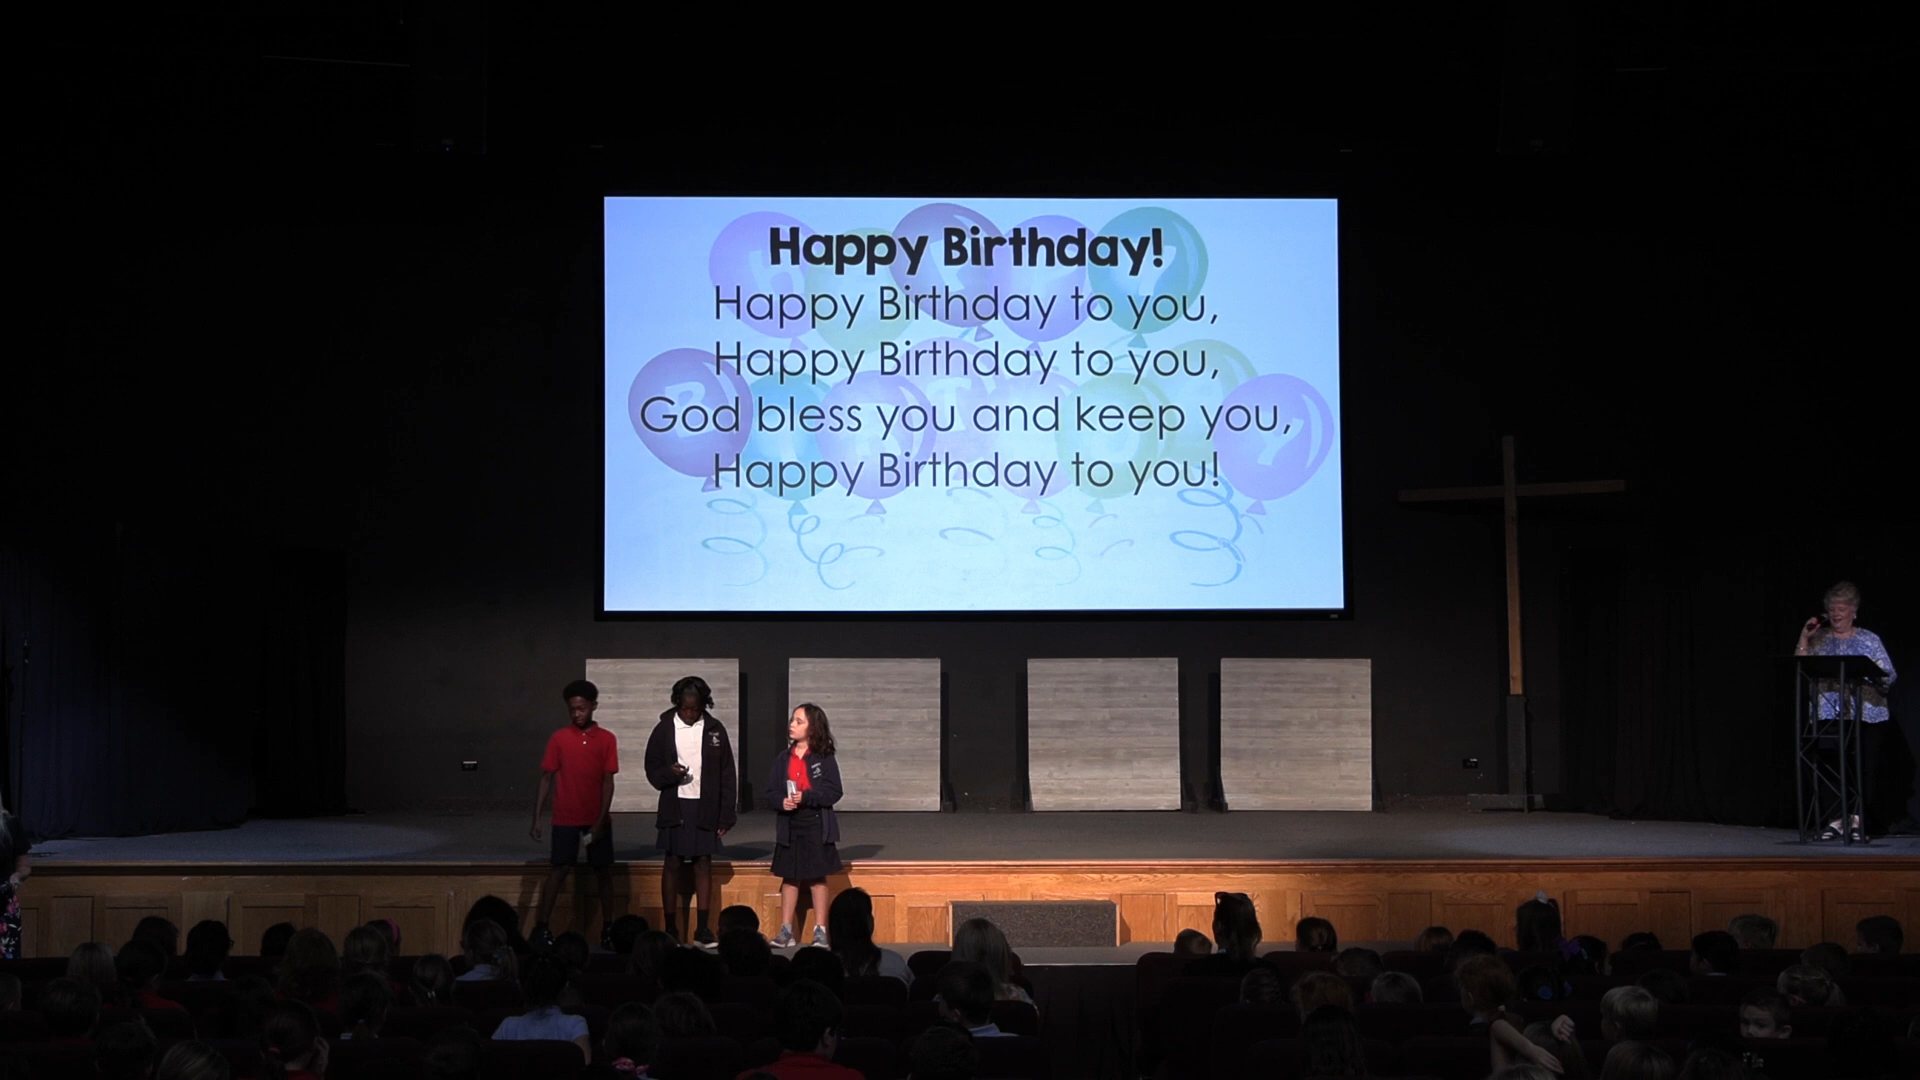 Happy Birthday!
Happy Birthday to you,
Happy Birthday to you,
God bless you and keep you,
Happy Birthday to you!